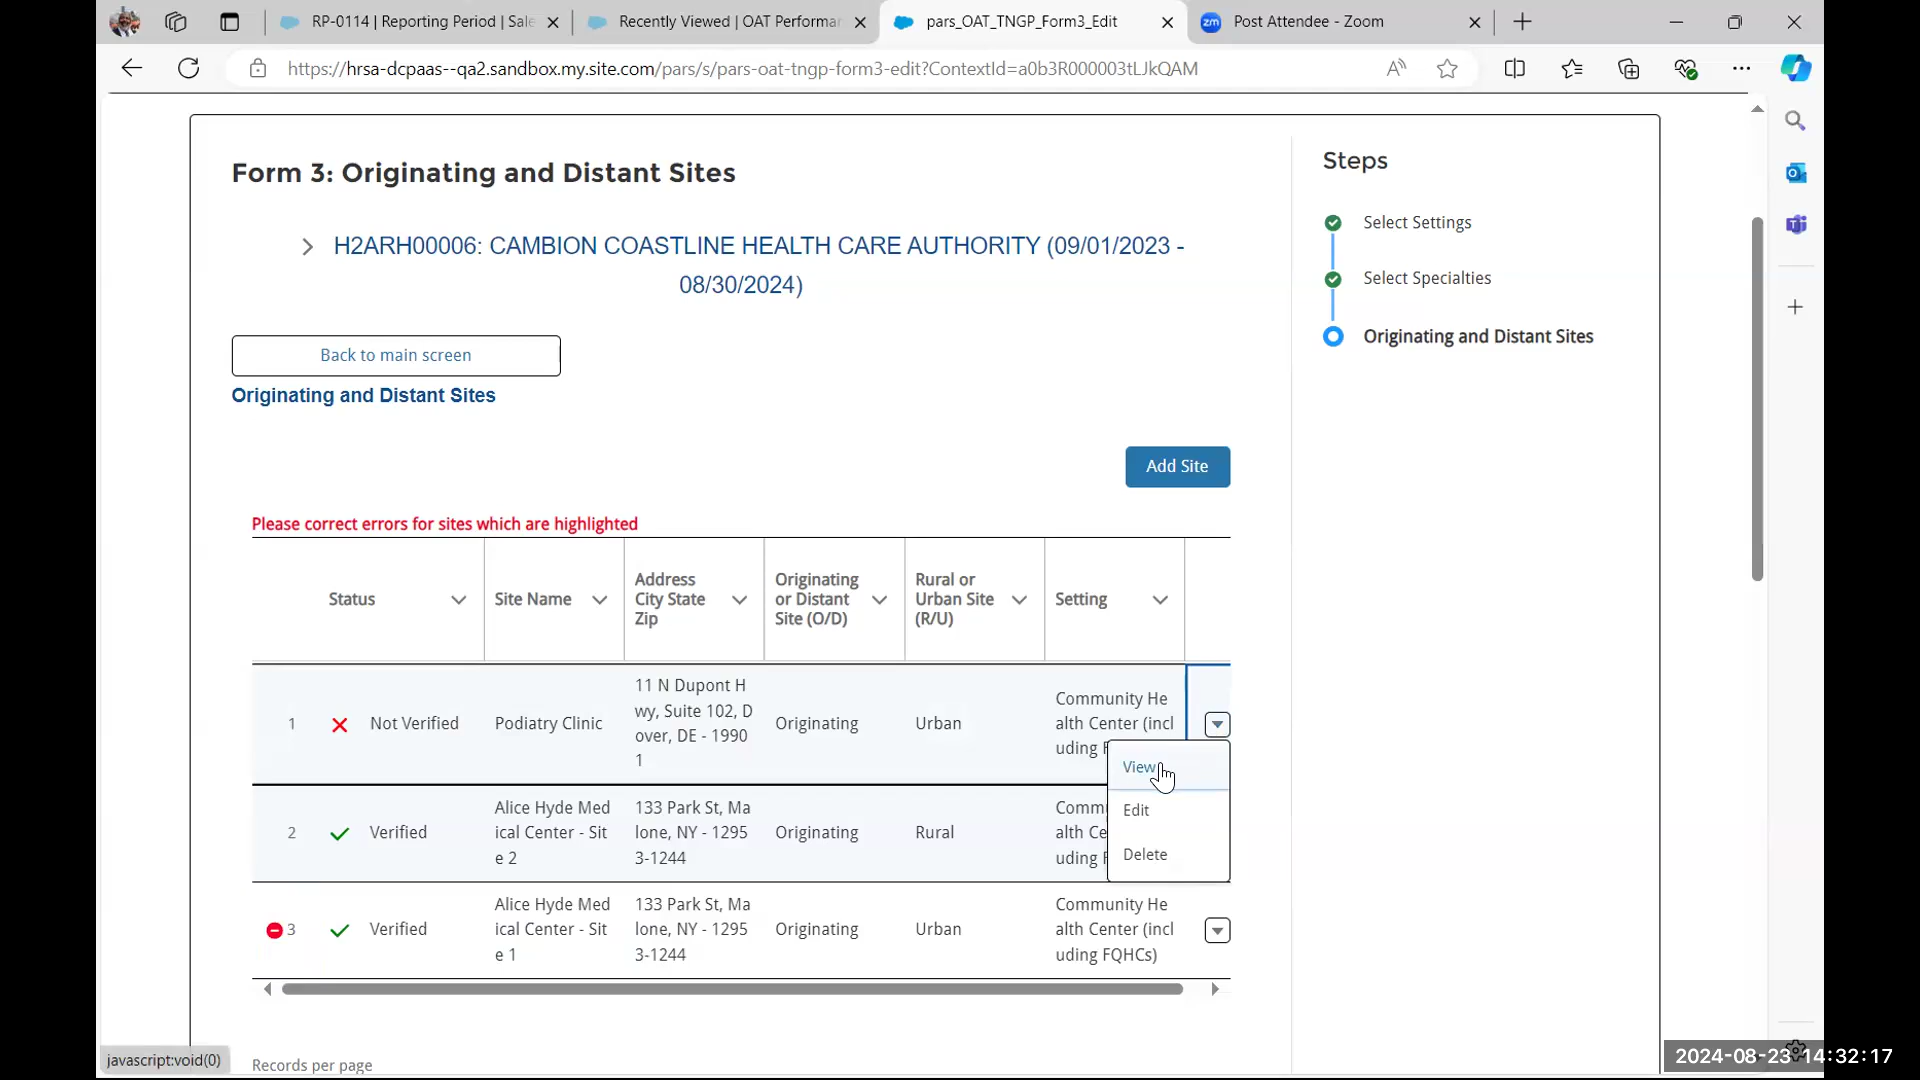 RP-0114 | Reporting Period | Sale
Recently Viewed | OAT Performan
pars_OAT_TNGP_Form3_Edit
zm
Post Attendee - Zoom
https://hrsa-dcpaas--qa2.sandbox.my.site.com/pars/s/pars-oat-tngp-form3-edit?ContextId=a0b3R000003tLJkQAM
Form 3: Originating and Distant Sites
H2ARH00006: CAMBION COASTLINE HEALTH CARE AUTHORITY (09/01/2023 -
08/30/2024)
Back to main screen
Originating and Distant Sites
Add Site
Please correct errors for sites which are highlighted
Status
Site Name
Address
City State
Zip
Originating
or Distant
Site (O/D)
Rural or
Urban Site
(R/U)
Setting
1
Not Verified
Podiatry Clinic
11 N Dupont H
wy, Suite 102, D
over, DE - 1990
1
Originating
Urban
Community He
alth Center (incl
uding F
View
Edit
Delete
2
Verified
Alice Hyde Med
ical Center - Sit
e 2
133 Park St, Ma
lone, NY - 1295
3-1244
Originating
Rural
Comm
alth Ce
uding F
3
Verified
Alice Hyde Med
ical Center - Sit
e 1
133 Park St, Ma
lone, NY - 1295
3-1244
Originating
Urban
Community He
alth Center (incl
uding FQHCs)
Records per page
Steps
Select Settings
Select Specialties
Originating and Distant Sites
javascript:void(0)
2024-08-23 14:32:17